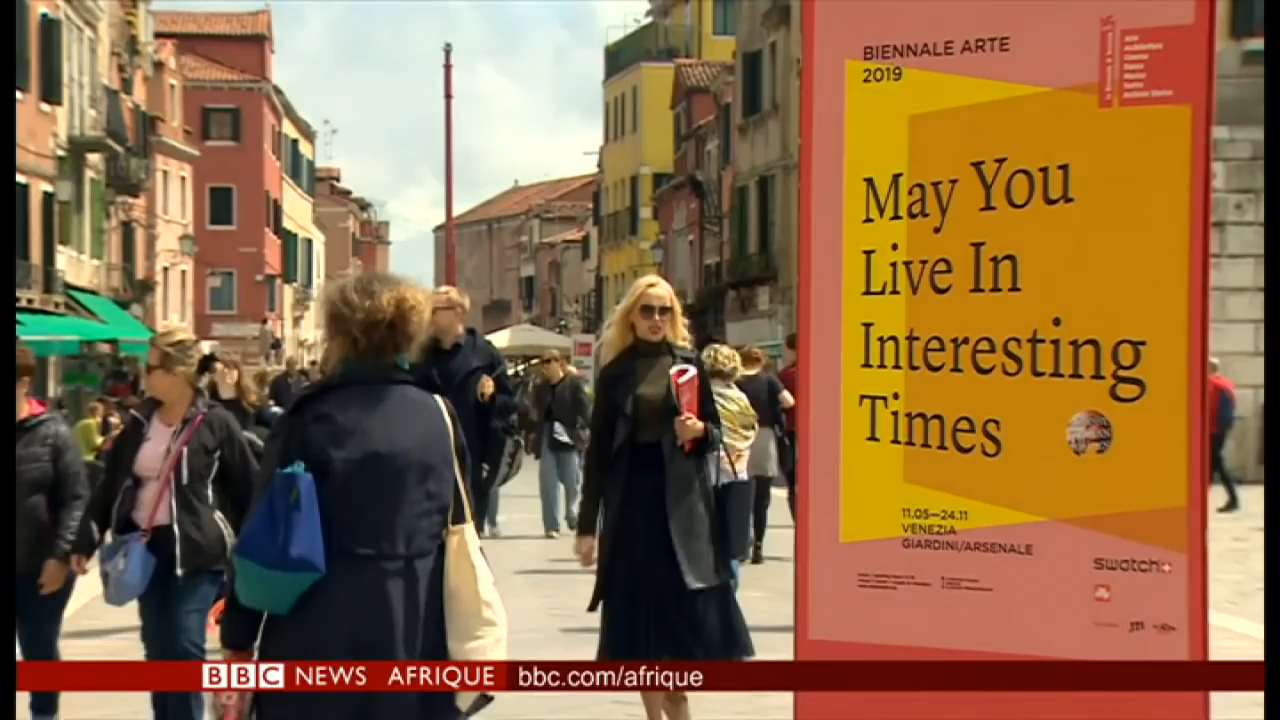 BIENNALE ARTE
2019
May You
Live In
Interesting
Times
11.05—24.11
VENEZIA
GIARDINI/ARSENALE
swatch
BBC NEWS AFRIQUE bbc.com/afrique